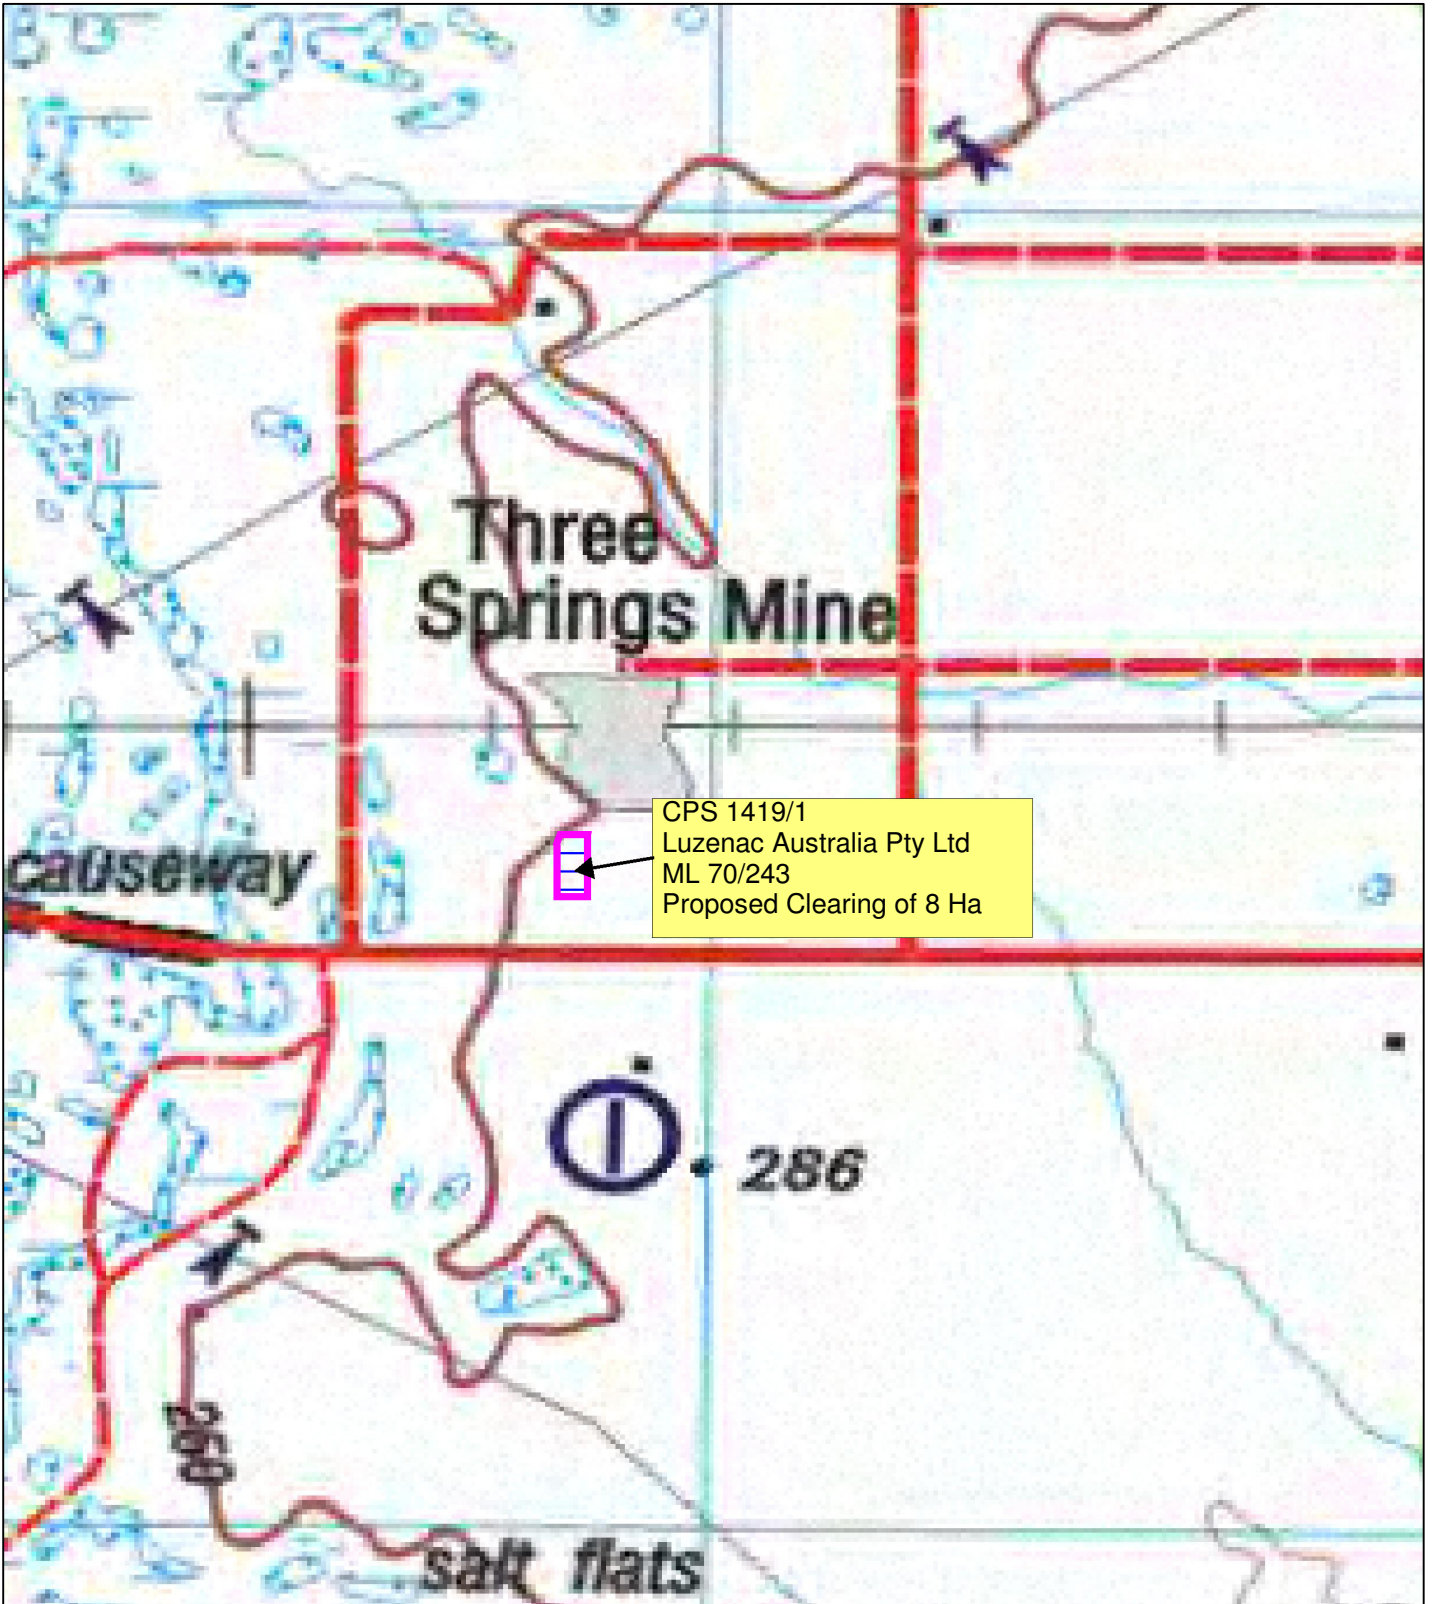 Three
Springs Mine
CPS 1419/1
Luzenac Australia Pty Ltd
ML 70/243
Proposed Clearing of 8 Ha
causeway
286
260
salt flats